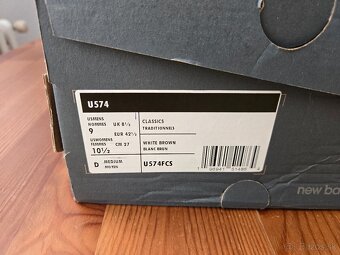 U574
USMENS
HOMMES
9
UK 8½
EUR 42½
USWOMENS
FEMMES
10½
CM 27
D
MEDIUM
MOYEN
CLASSICS
TRADITIONNELS
WHITE BROWN
BLANC BRUN
U574FCS
new ba